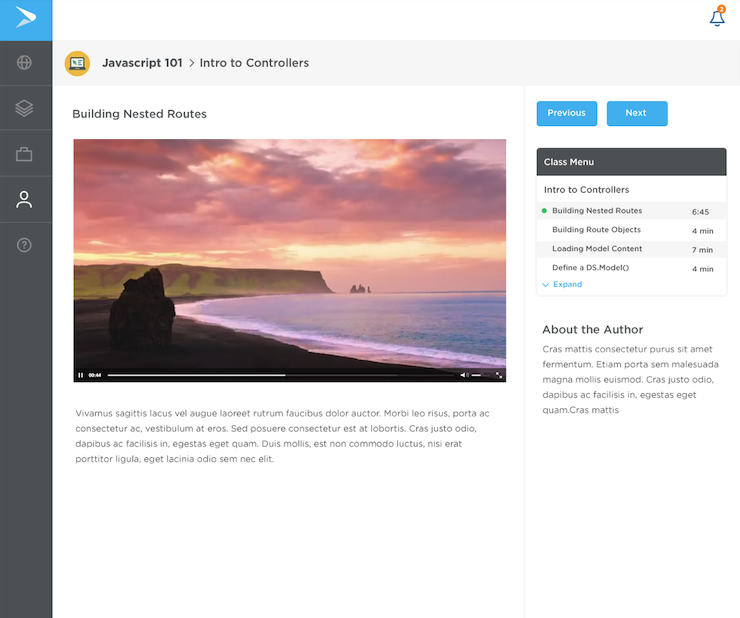 2
Javascript 101 > Intro to Controllers
Building Nested Routes
00:44
Vivamus sagittis lacus vel augue laoreet rutrum faucibus dolor auctor. Morbi leo risus, porta ac
consectetur ac, vestibulum at eros. Sed posuere consectetur est at lobortis. Cras justo odio,
dapibus ac facilisis in, egestas eget quam. Duis mollis, est non commodo luctus, nisi erat
porttitor ligula, eget lacinia odio sem nec elit.
Previous
Next
Class Menu
Intro to Controllers
Building Nested Routes 6:45
Building Route Objects 4 min
Loading Model Content 7 min
Define a DS.Model() 4 min
Expand
About the Author
Cras mattis consectetur purus sit amet
fermentum. Etiam porta sem malesuada
magna mollis euismod. Cras justo odio,
dapibus ac facilisis in, egestas eget
quam.Cras mattis